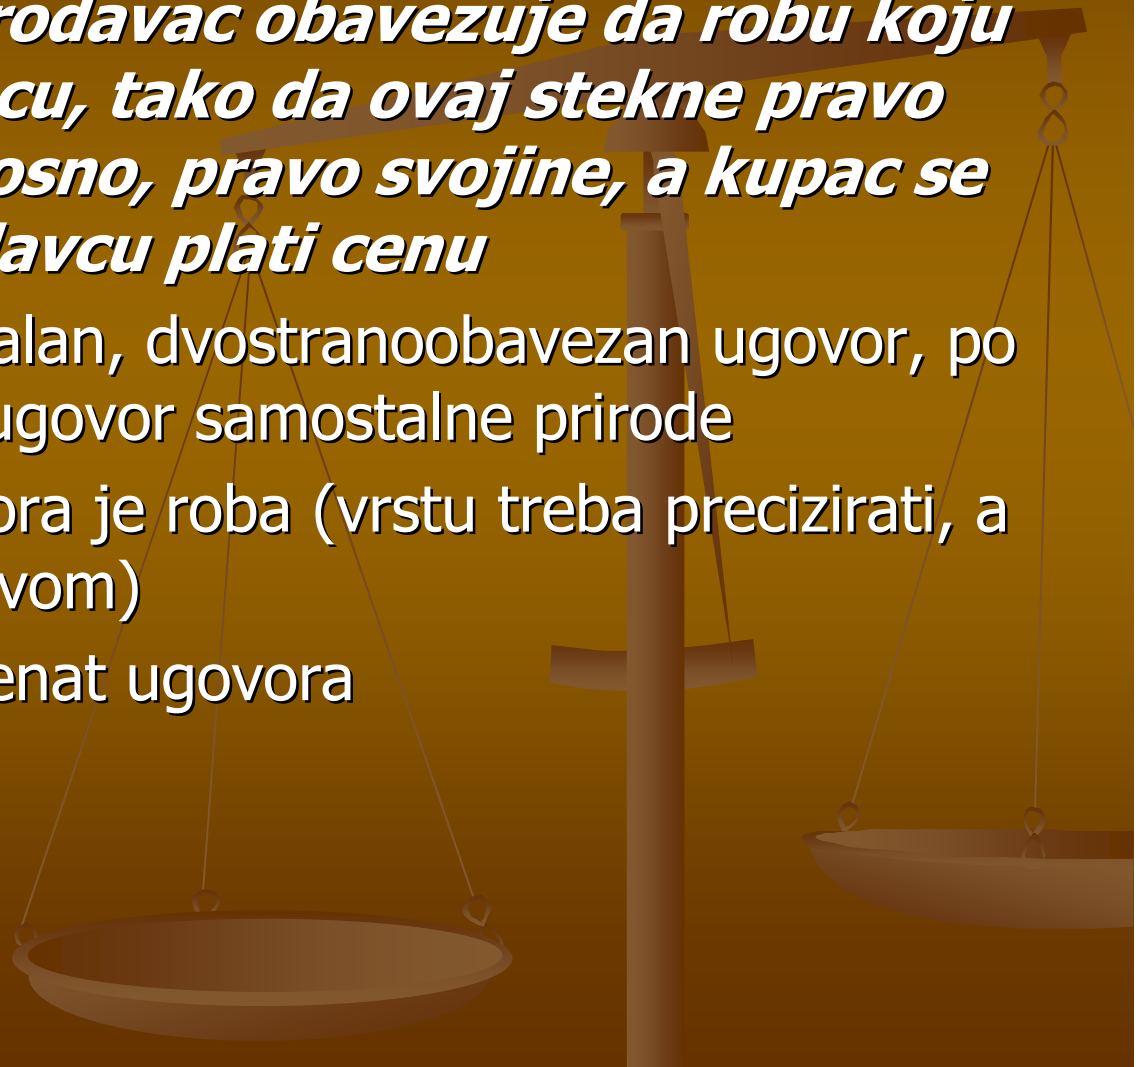 rodavac obavezuje da robu koju
cu, tako da ovaj stekne pravo
osno, pravo svojine, a kupac se
davcu plati cenu
alan, dvostranoobavezan ugovor, po
ugovor samostalne prirode
ora je roba (vrstu treba precizirati, a
vom)
enat ugovora